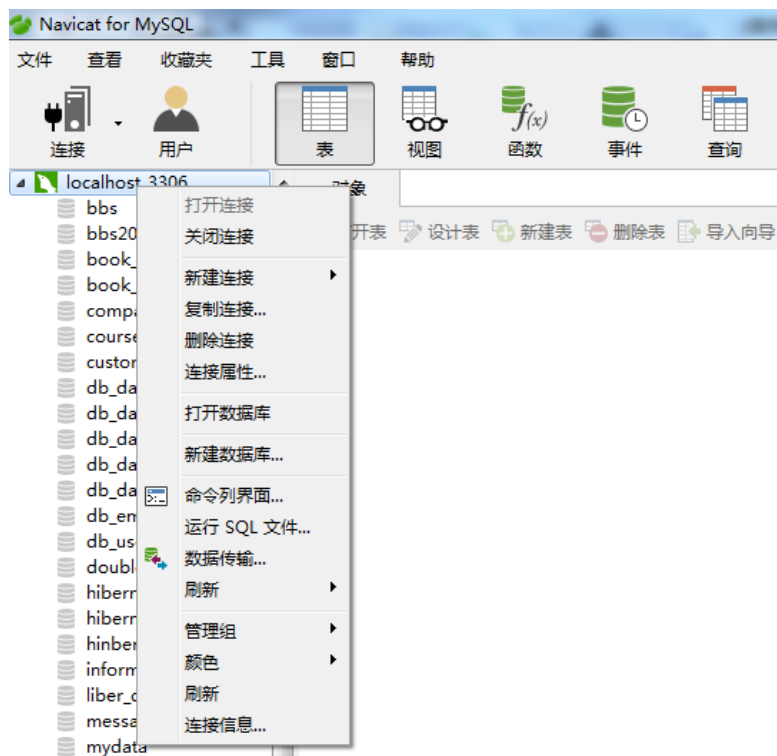 Navicat for MySQL
文件 查看 收藏夹 工具 窗口 帮助
f(x)
连接 用户 表 视图 函数 事件 查询
localhost_3306
对象
设计表 新建表 删除表 导入向导
打开连接
关闭连接
新建连接
复制连接...
删除连接
连接属性...
打开数据库
新建数据库...
命令列界面...
运行 SQL 文件...
数据传输...
刷新
管理组
颜色
刷新
连接信息...
bbs
bbs20
book_
book_
compa
course
custor
db_da
db_da
db_da
db_da
db_da
db_em
db_us
doubl
hibern
hibern
hinber
inform
liber_
messa
mydata